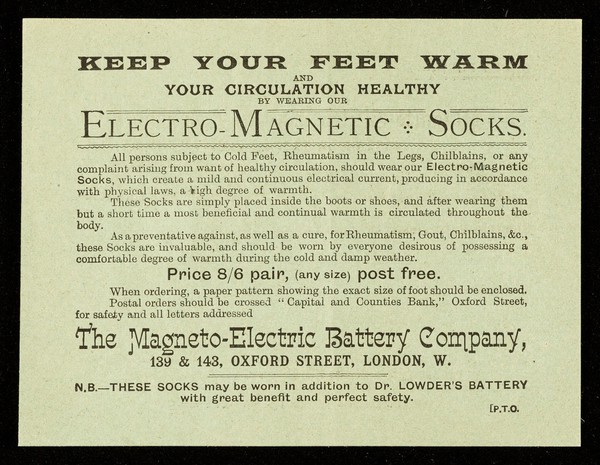 KEEP YOUR FEET WARM
AND
YOUR CIRCULATION HEALTHY
BY WEARING OUR
ELECTRO-MAGNETIC SOCKS.
All persons subject to Cold Feet, Rheumatism in the Legs, Chilblains, or any
complaint arising from want of healthy circulation, should wear our Electro-Magnetic
Socks, which create a mild and continuous electrical current, producing in accordance
with physical laws, a high degree of warmth.
These Socks are simply placed inside the boots or shoes, and after wearing them
but a short time a most beneficial and continual warmth is circulated throughout the
body.
As a preventative against, as well as a cure, for Rheumatism, Gout, Chilblains, &c.,
these Socks are invaluable, and should be worn by everyone desirous of possessing a
comfortable degree of warmth during the cold and damp weather.
Price 8/6 pair, (any size) post free.
When ordering, a paper pattern showing the exact size of foot should be enclosed.
Postal orders should be crossed "Capital and Counties Bank," Oxford Street,
for safety and all letters addressed
The Magneto-Electric Battery Company,
139 & 143, OXFORD STREET, LONDON, W.
N.B.—THESE SOCKS may be worn in addition to Dr. LOWDER'S BATTERY
with great benefit and perfect safety.
[P.T.O.